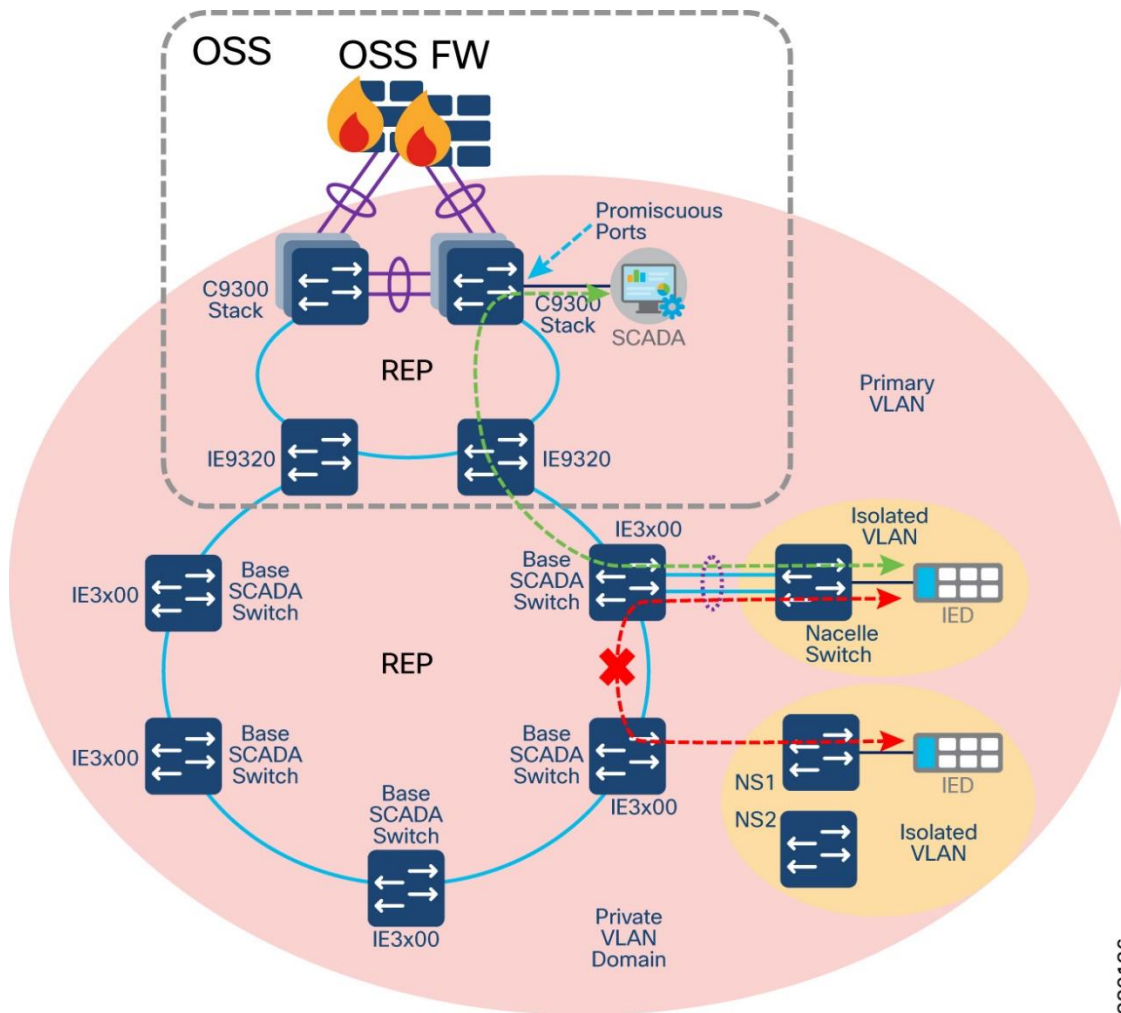 OSS
OSS FW
Promiscuous
Ports
C9300
Stack
C9300
Stack
SCADA
REP
Primary
VLAN
IE9320
IE9320
IE3x00
Isolated
VLAN
Base
SCADA
Switch
IE3x00
Base
SCADA
Switch
IED
Nacelle
Switch
REP
IE3x00
Base
SCADA
Switch
Base
SCADA
Switch
IE3x00
NS1
IED
NS2
Isolated
VLAN
Base
SCADA
Switch
IE3x00
Private
VLAN
Domain